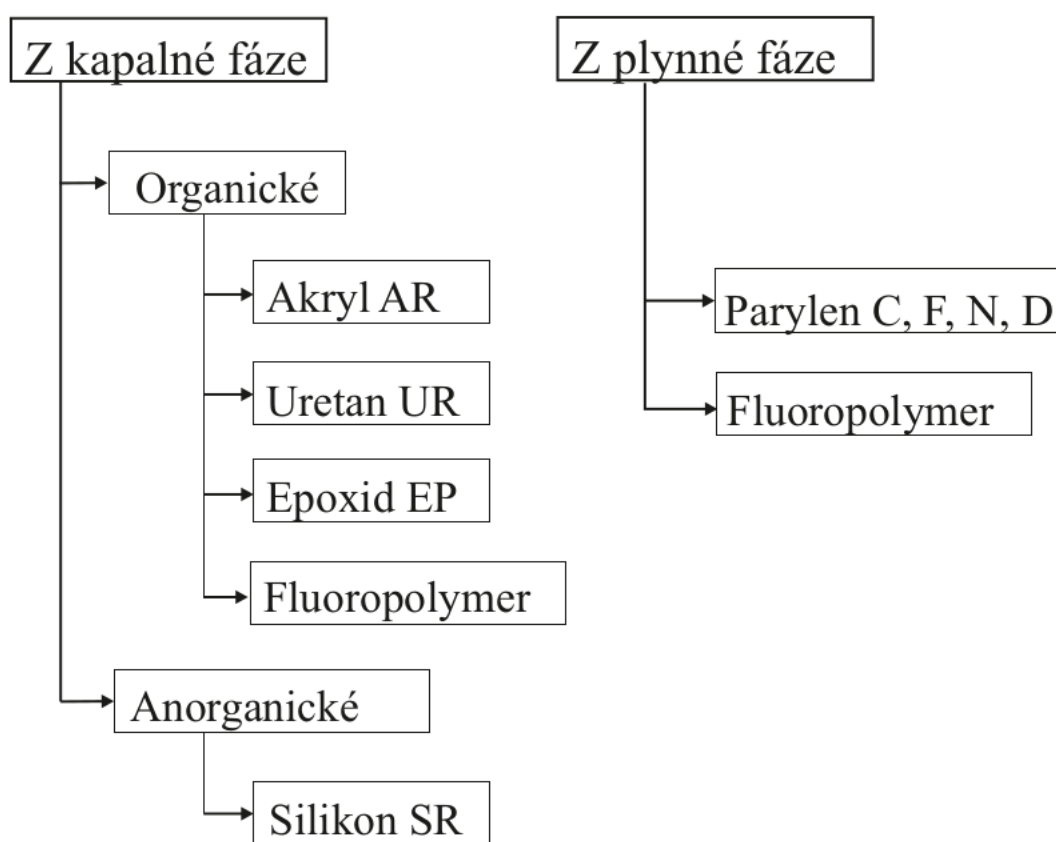 Z kapalné fáze
Organické
Akryl AR
Uretan UR
Epoxid EP
Fluoropolymer
Anorganické
Silikon SR
Z plynné fáze
Parylen C, F, N, D
Fluoropolymer